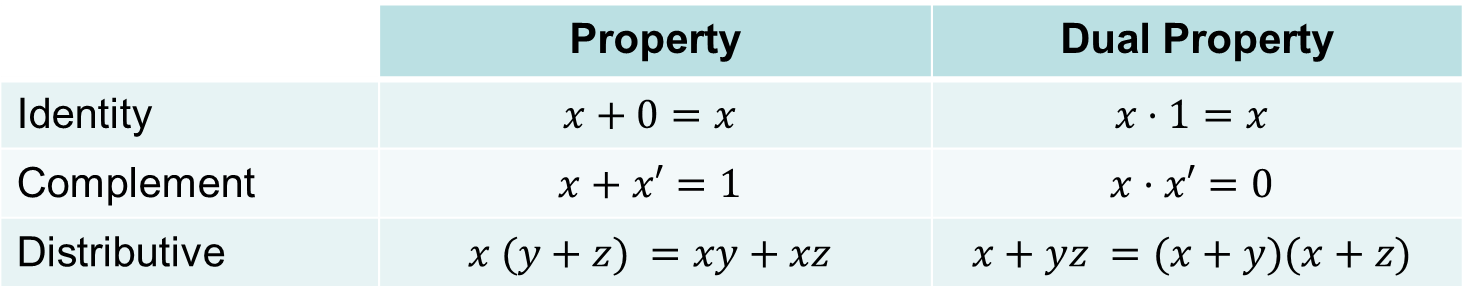 Property Dual Property
Identity x + 0 = x x · 1 = x
Complement x + x′ = 1 x · x′ = 0
Distributive x (y + z) = xy + xz x + yz = (x + y)(x + z)